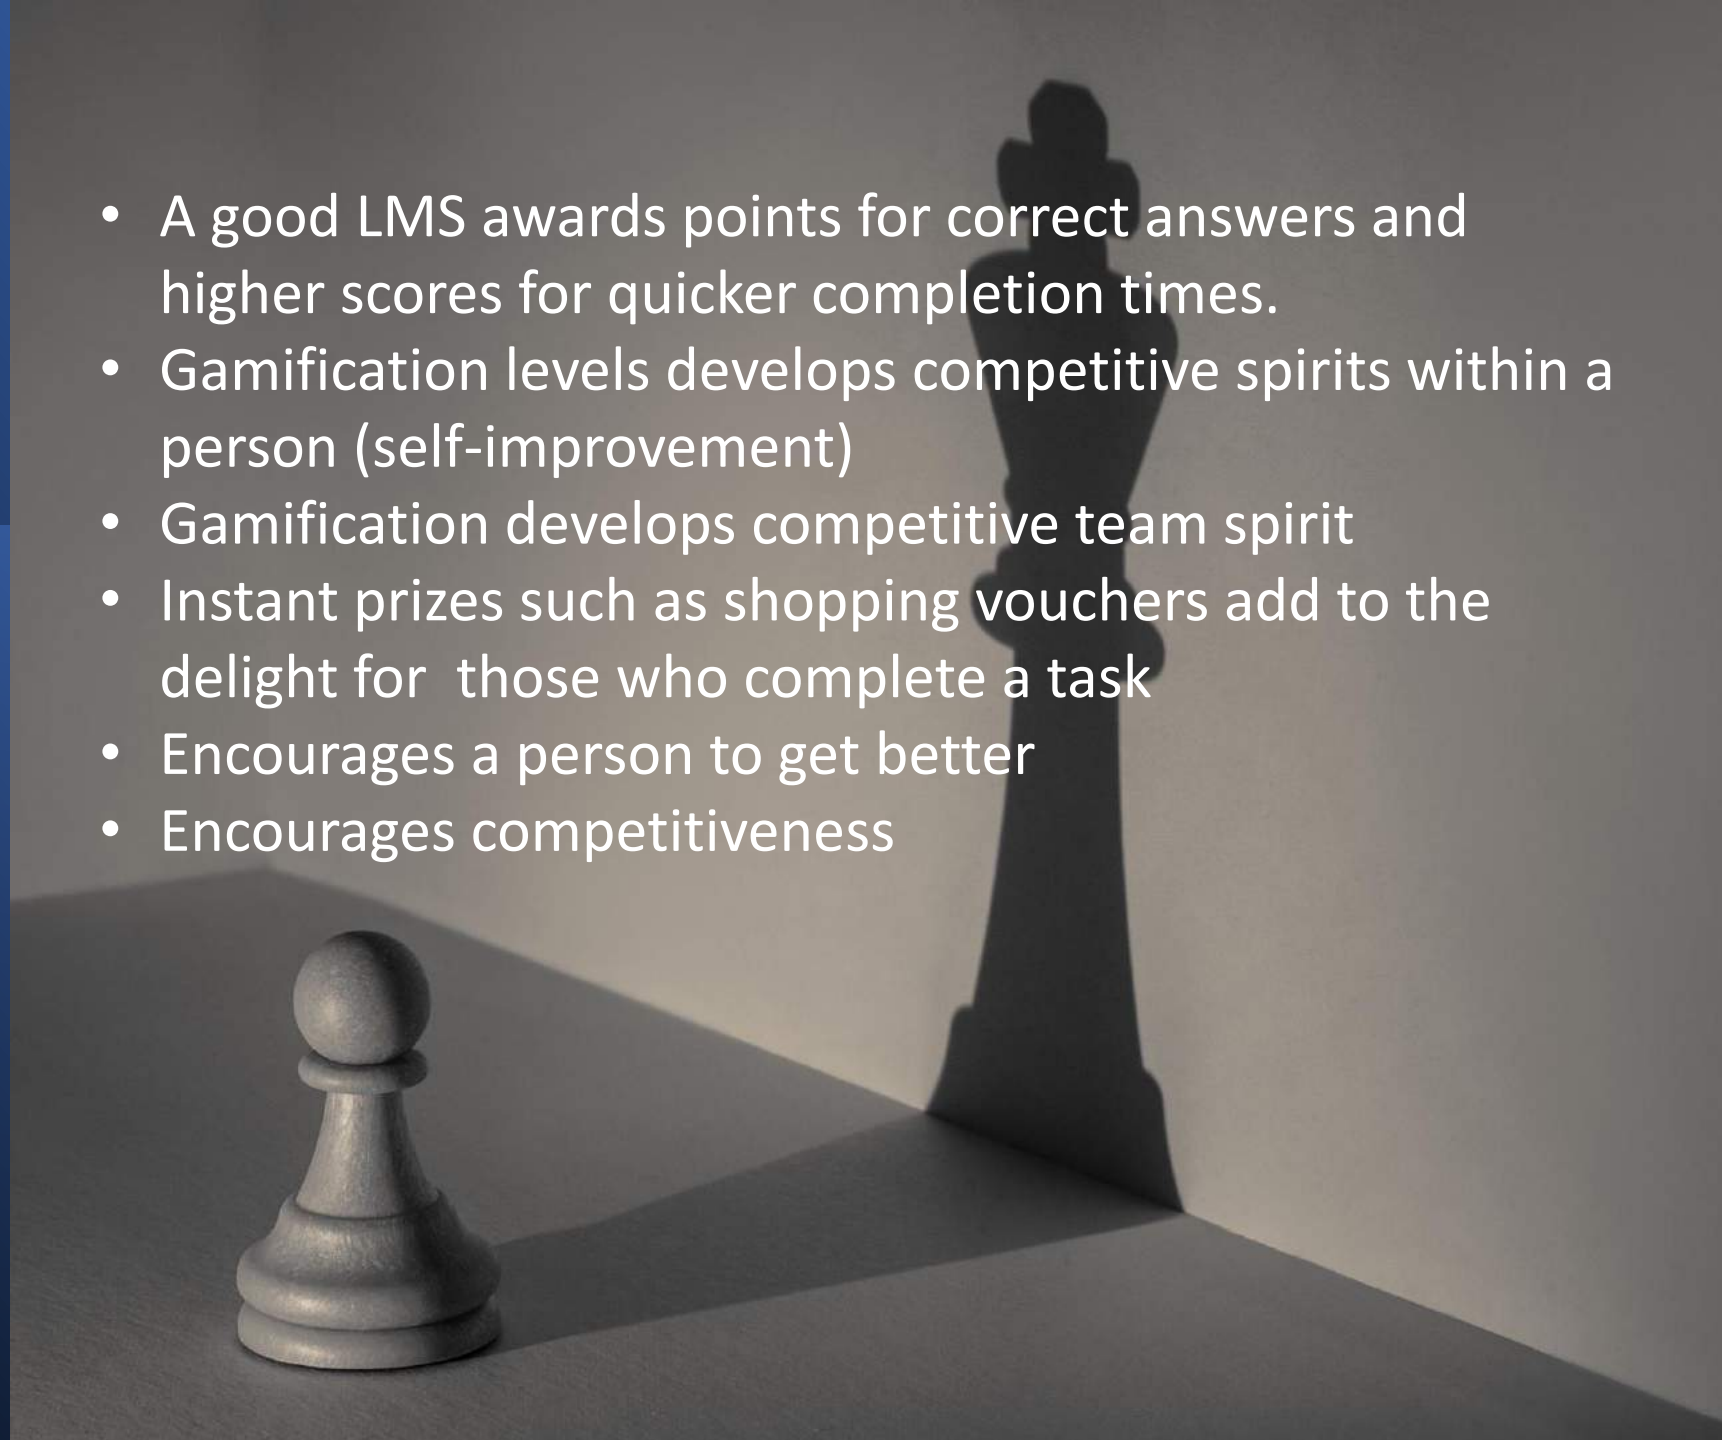 • A good LMS awards points for correct answers and
higher scores for quicker completion times.
• Gamification levels develops competitive spirits within a
person (self-improvement)
• Gamification develops competitive team spirit
• Instant prizes such as shopping vouchers add to the
delight for  those who complete a task
• Encourages a person to get better
• Encourages competitiveness